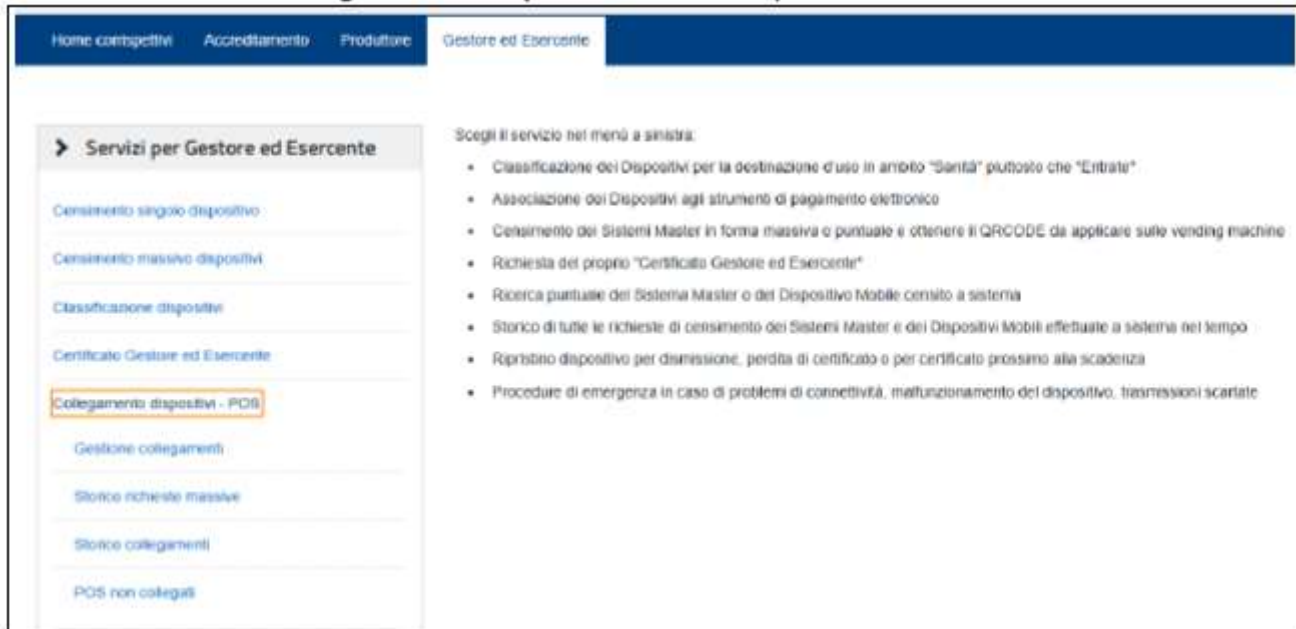 Home corrispettivi Accreditamento Produttore Gestore ed Esercente
Servizi per Gestore ed Esercente
Censimento singolo dispositivo
Censimento massivo dispositivi
Classificazione dispositivi
Certificato Gestore ed Esercente
Collegamento dispositivi - POS
Gestione collegamenti
Storico richieste massive
Storico collegamenti
POS non collegati
Scegli il servizio nel menù a sinistra:
Classificazione dei Dispositivi per la destinazione d'uso in ambito "Sanità" piuttosto che "Entrate"
Associazione dei Dispositivi agli strumenti di pagamento elettronico
Censimento dei Sistemi Master in forma massiva o puntuale e ottenere il QRCODE da applicare sulle vending machine
Richiesta del proprio "Certificato Gestore ed Esercente"
Ricerca puntuale del Sistema Master o del Dispositivo Mobile censito a sistema
Storico di tutte le richieste di censimento dei Sistemi Master e dei Dispositivi Mobili effettuate a sistema nel tempo
Ripristino dispositivo per dismissione, perdita di certificato o per certificato prossimo alla scadenza
Procedure di emergenza in caso di problemi di connettività, malfunzionamento del dispositivo, trasmissioni scartate